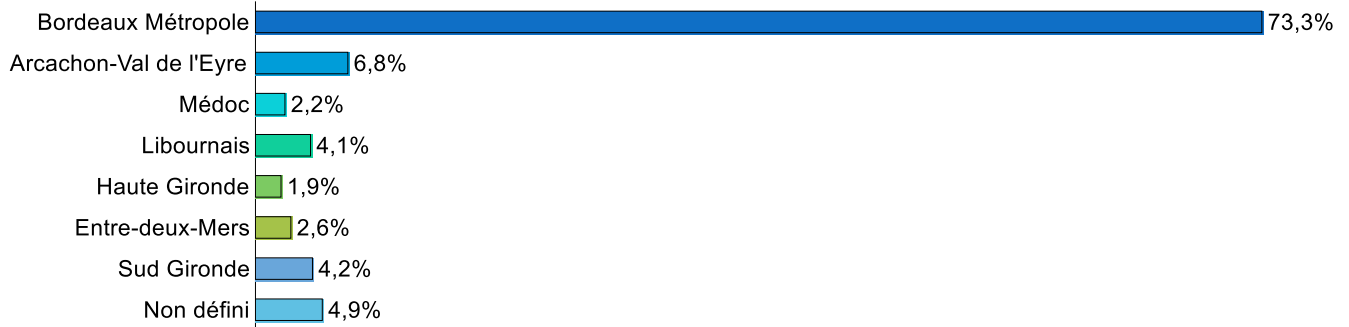 Bordeaux Métropole 73,3%
Arcachon-Val de l'Eyre 6,8%
Médoc 2,2%
Libournais 4,1%
Haute Gironde 1,9%
Entre-deux-Mers 2,6%
Sud Gironde 4,2%
Non défini 4,9%